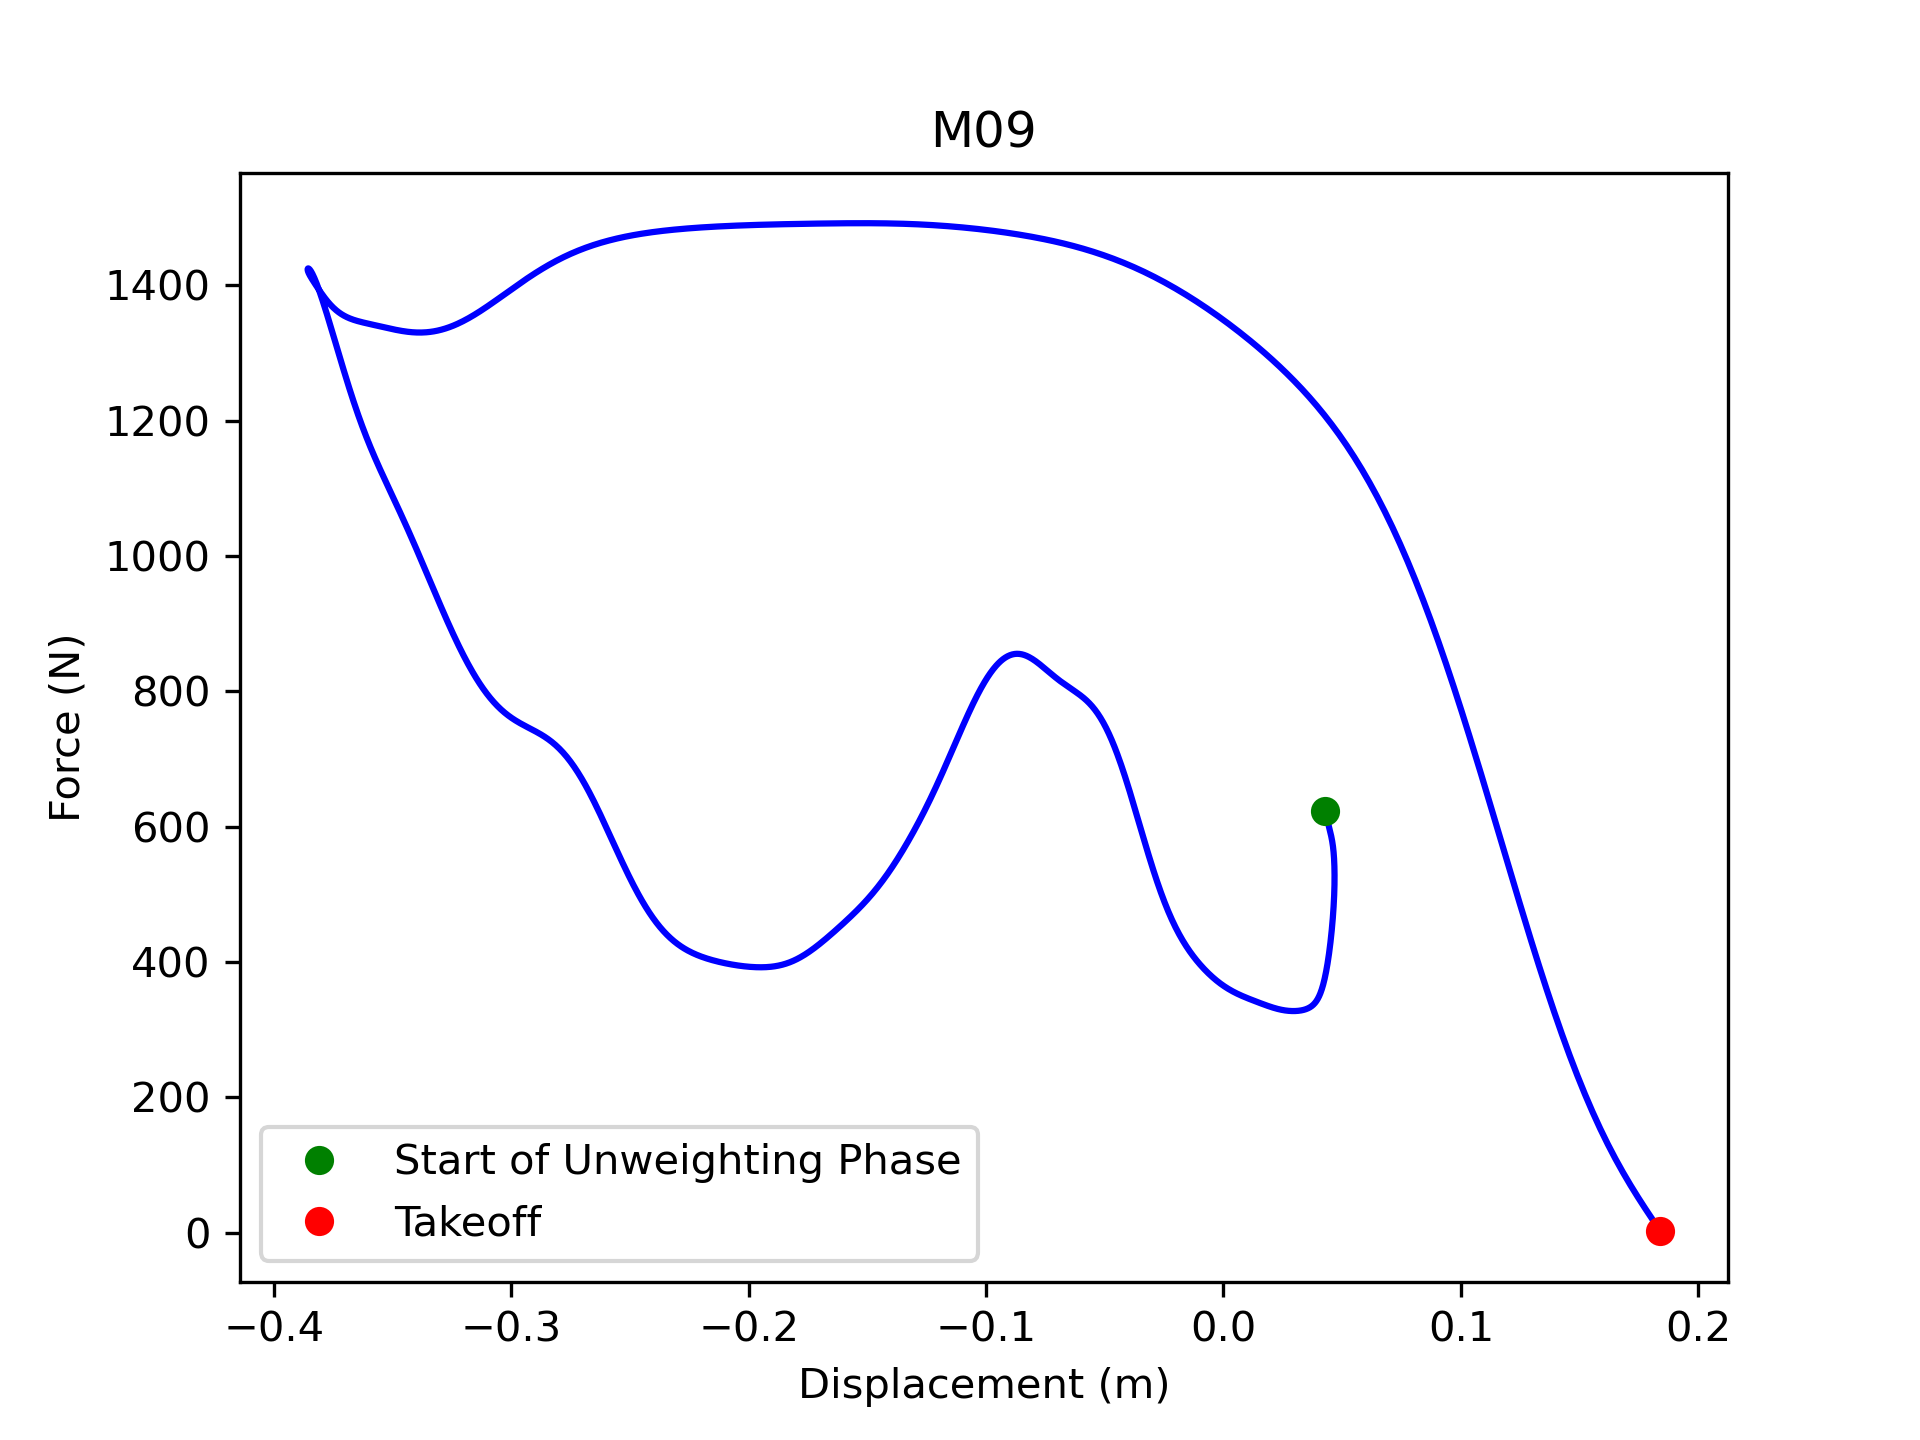 M09
Force (N)
1400
1200
1000
800
600
400
200
0
Start of Unweighting Phase
Takeoff
−0.4 −0.3 −0.2 −0.1 0.0 0.1 0.2
Displacement (m)